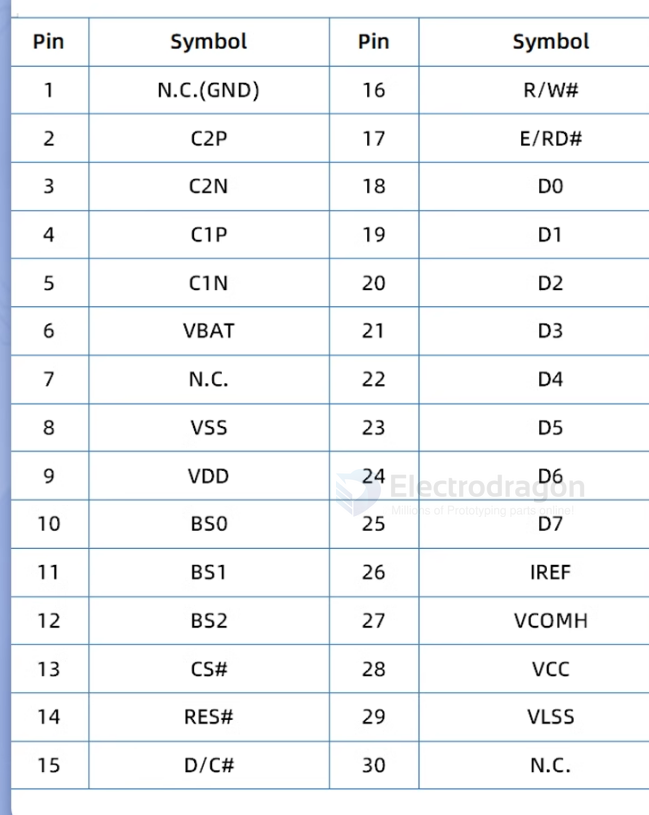 Pin Symbol Pin Symbol
1 N.C.(GND) 16 R/W#
2 C2P 17 E/RD#
3 C2N 18 D0
4 C1P 19 D1
5 C1N 20 D2
6 VBAT 21 D3
7 N.C. 22 D4
8 VSS 23 D5
9 VDD 24 D6
Electrodragon
Millions of Prototyping parts online!
10 BS0 25 D7
11 BS1 26 IREF
12 BS2 27 VCOMH
13 CS# 28 VCC
14 RES# 29 VLSS
15 D/C# 30 N.C.